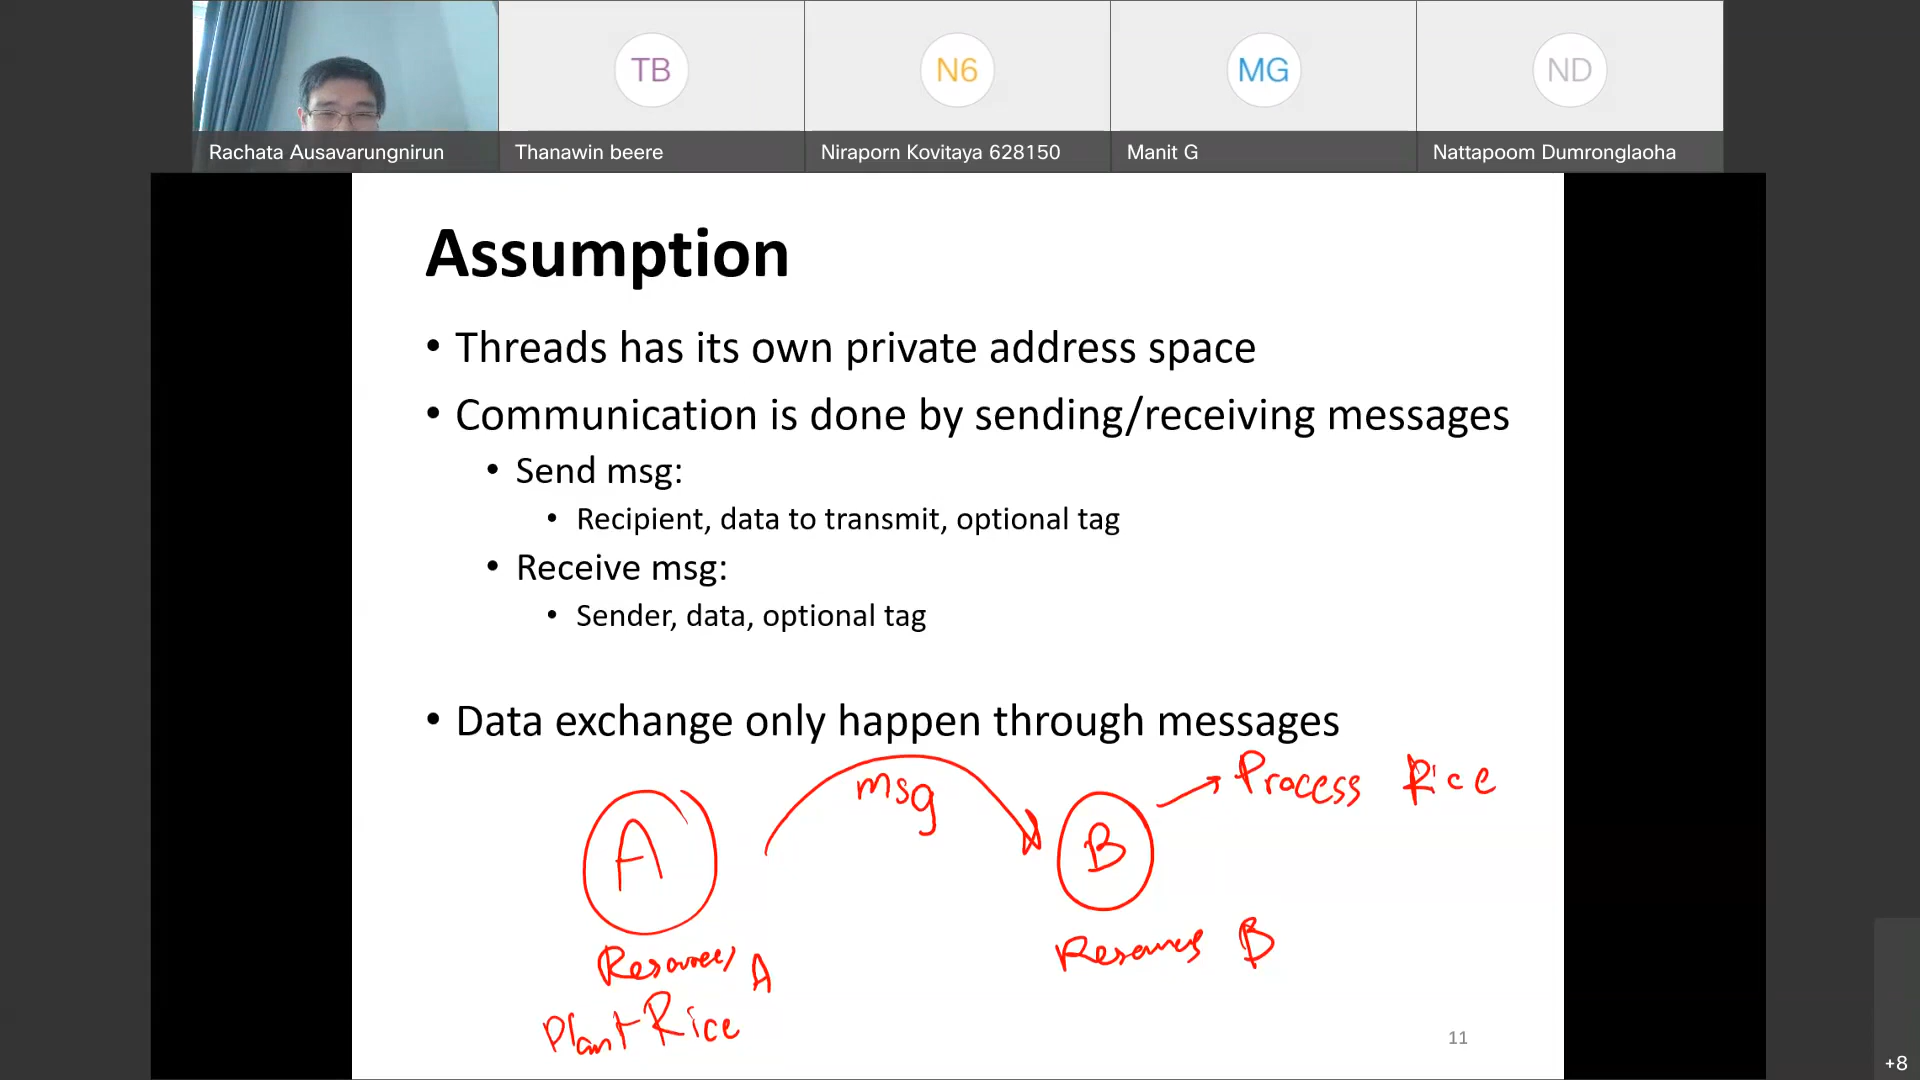 TB
N6
MG
ND
Rachata Ausavarungnirun
Thanawin beere
Niraporn Kovitaya 628150
Manit G
Nattapoom Dumronglaoha
Assumption
• Threads has its own private address space
• Communication is done by sending/receiving messages
• Send msg:
• Recipient, data to transmit, optional tag
• Receive msg:
• Sender, data, optional tag
• Data exchange only happen through messages
msg
Process Rice
A
B
Resources A
Resources B
Plant Rice
11
+8